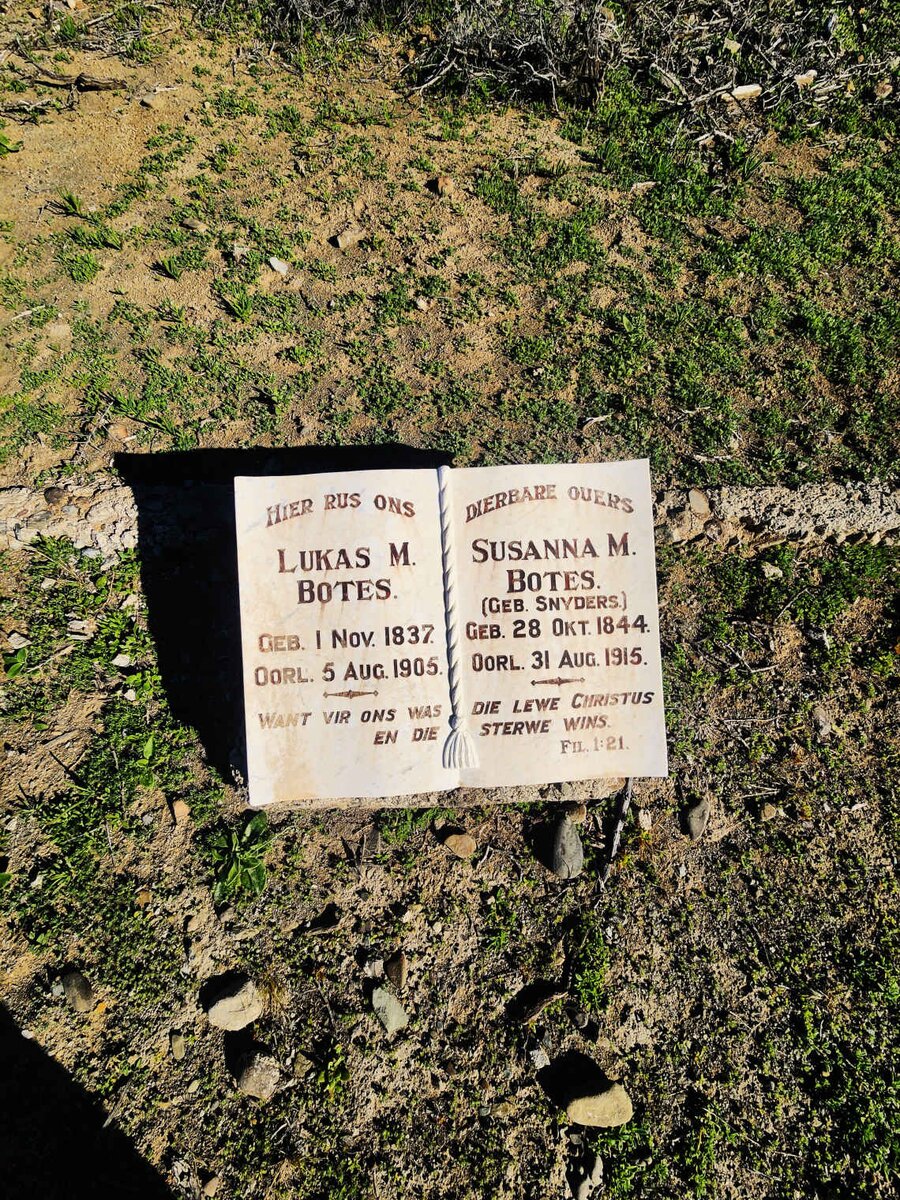 HIER RUS ONS DIERBARE OUERS
LUKAS M.
BOTES.
GEB. 1 NOV. 1837.
OORL. 5 AUG. 1905.
SUSANNA M.
BOTES.
(GEB. SNYDERS.)
GEB. 28 OKT. 1844.
OORL. 31 AUG. 1915.
WANT VIR ONS WAS DIE LEWE CHRISTUS
EN DIE STERWE WINS.
FIL. 1:21.